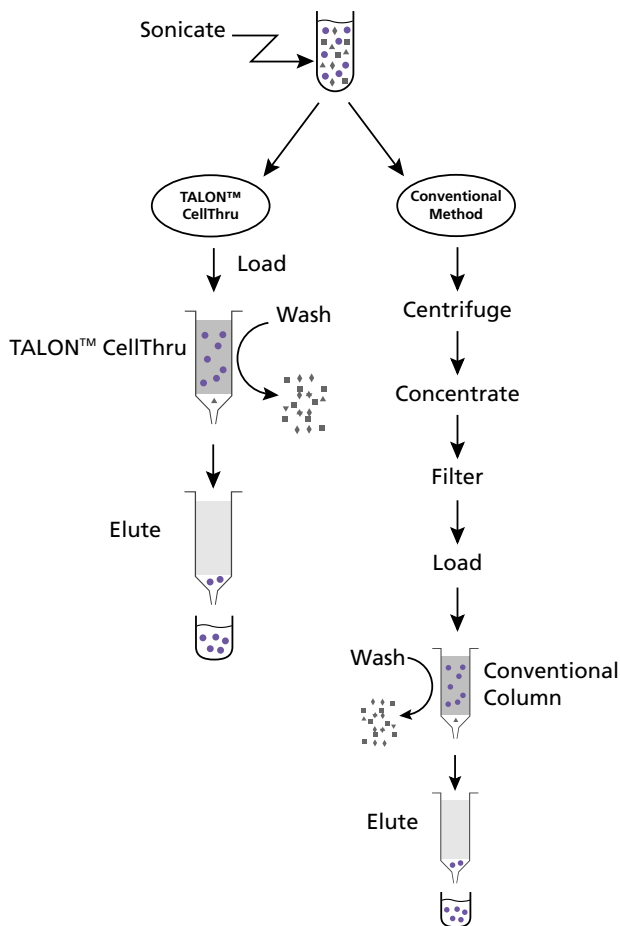 Sonicate
TALON™
CellThru
Conventional
Method
Load
Wash
TALON™ CellThru
Elute
Centrifuge
Concentrate
Filter
Load
Wash
Conventional
Column
Elute